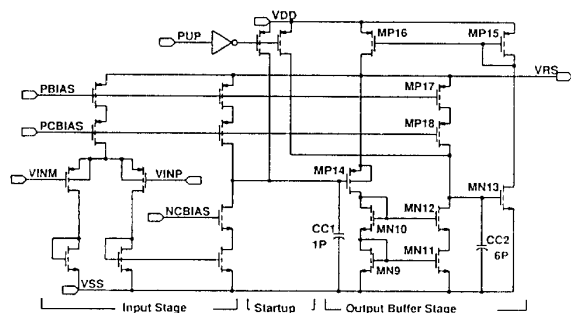 VDD
PUP
MP16
MP15
VRS
PBIAS
MP17
PCBIAS
MP18
MP14
VINM
VINP
MN13
NCBIAS
MN12
MN10
CC1
1P
CC2
6P
MN11
MN9
VSS
Input Stage
Startup
Output Buffer Stage